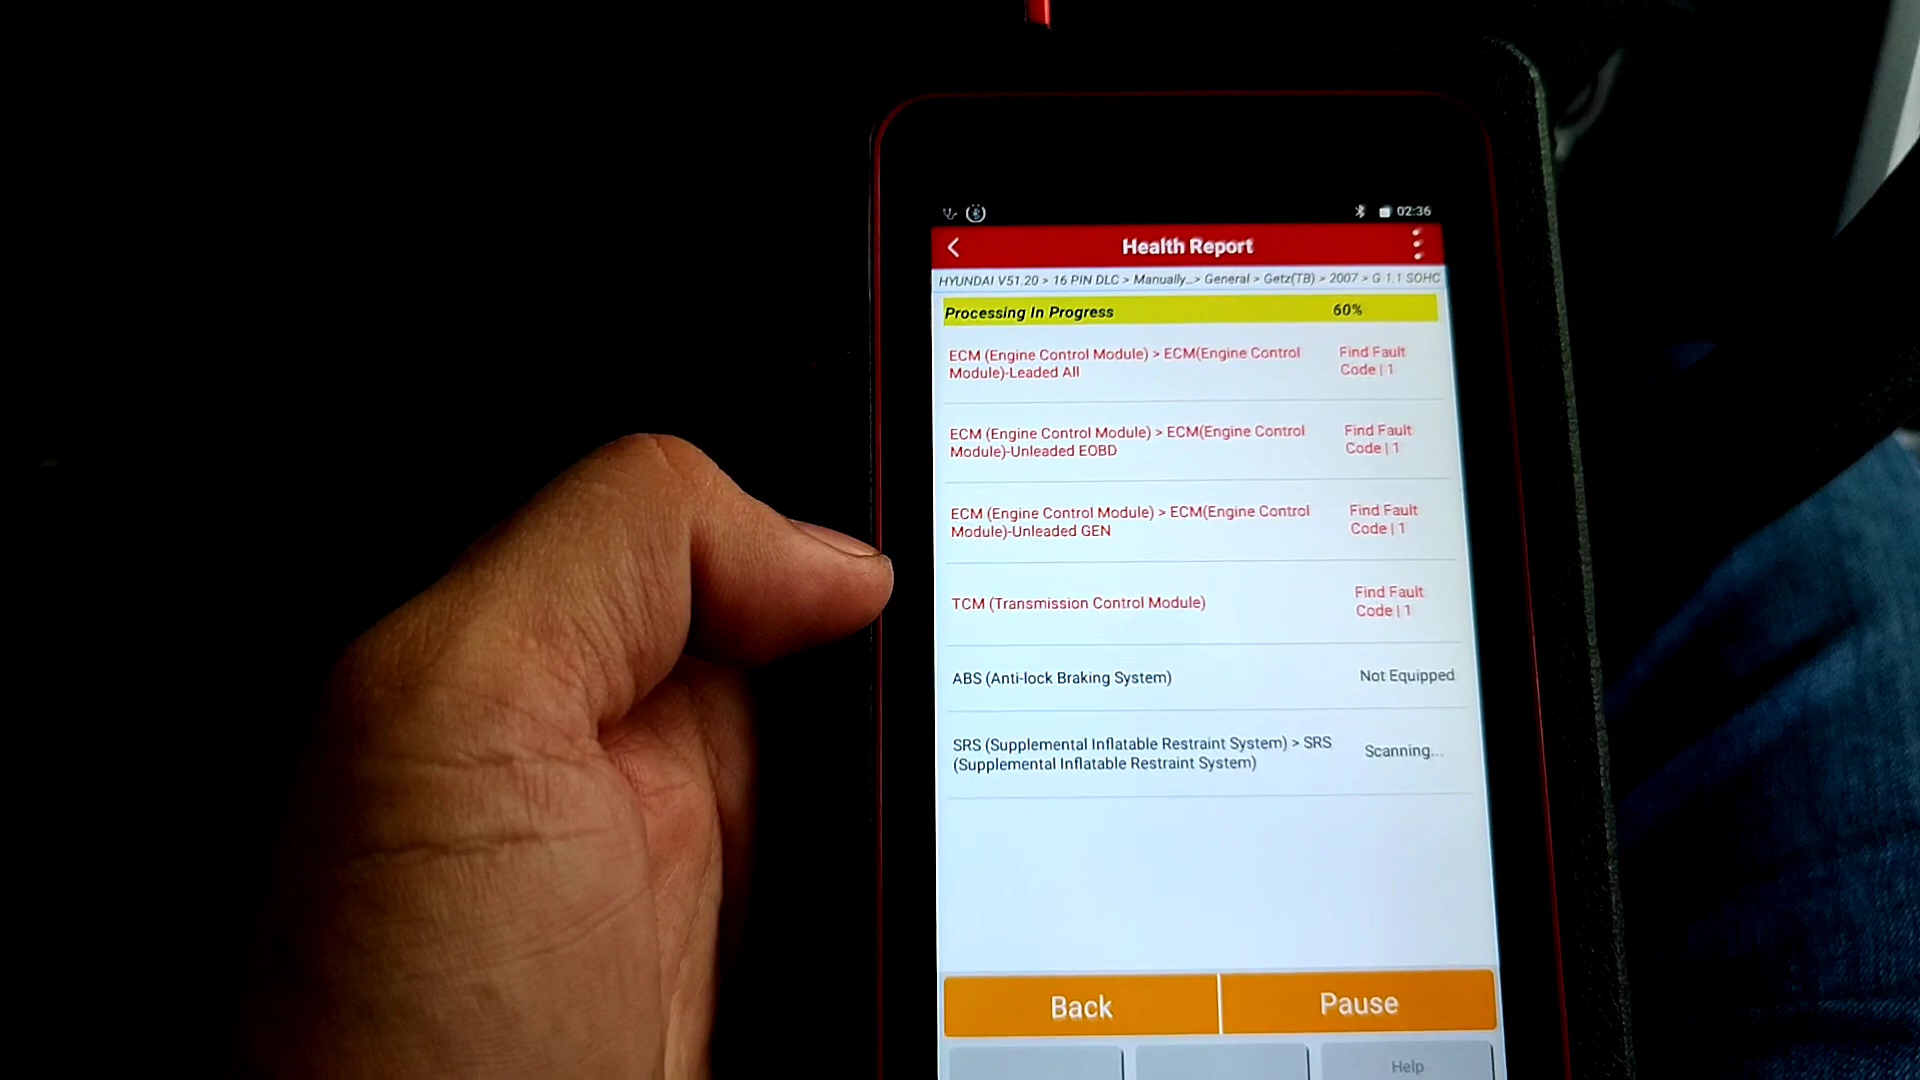 02:36
Health Report
HYUNDAI V51.20 > 16 PIN DLC > Manually...> General > Getz(TB) > 2007 > G 1.1 SOHC
Processing In Progress 60%
ECM (Engine Control Module) > ECM(Engine Control
Module)-Leaded All
Find Fault
Code | 1
ECM (Engine Control Module) > ECM(Engine Control
Module)-Unleaded EOBD
Find Fault
Code | 1
ECM (Engine Control Module) > ECM(Engine Control
Module)-Unleaded GEN
Find Fault
Code | 1
TCM (Transmission Control Module)
Find Fault
Code | 1
ABS (Anti-lock Braking System) Not Equipped
SRS (Supplemental Inflatable Restraint System) > SRS
(Supplemental Inflatable Restraint System)
Scanning...
Back Pause
Help